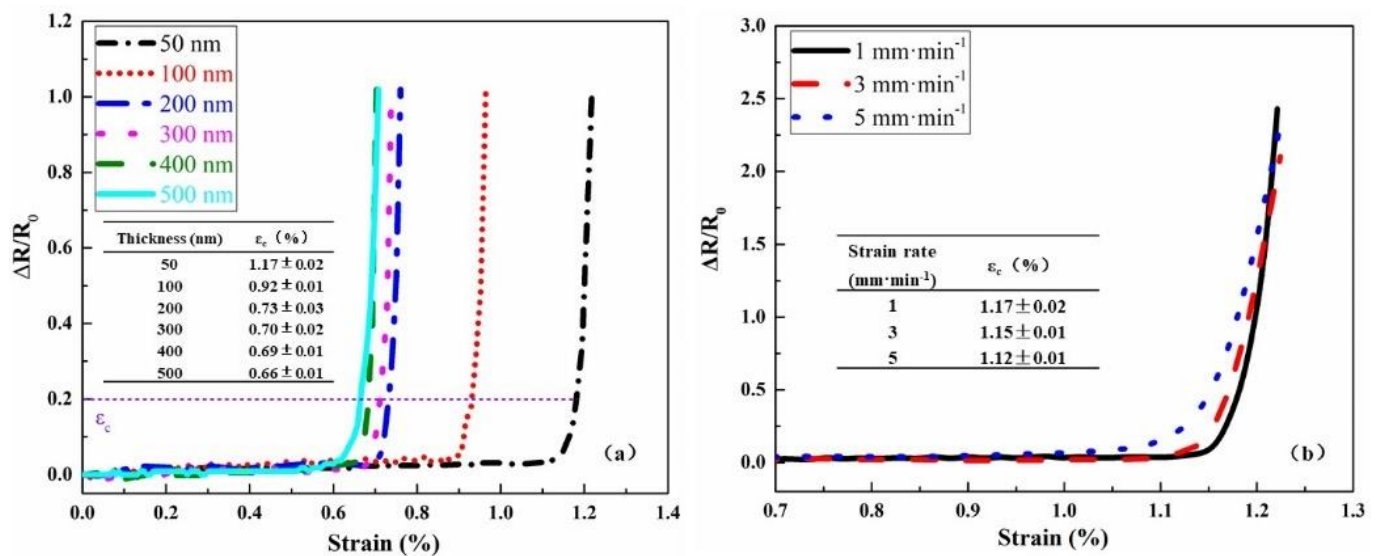 1.2
1.0
0.8
0.6
0.4
0.2
0.0
ΔR/R₀
50 nm
100 nm
200 nm
300 nm
400 nm
500 nm
Thickness (nm) εc（%）
50 1.17±0.02
100 0.92±0.01
200 0.73±0.03
300 0.70±0.02
400 0.69±0.01
500 0.66±0.01
εc
（a）
0.0 0.2 0.4 0.6 0.8 1.0 1.2 1.4
Strain (%)
3.0
2.5
2.0
1.5
1.0
0.5
0.0
ΔR/R₀
1 mm·min⁻¹
3 mm·min⁻¹
5 mm·min⁻¹
Strain rate
(mm·min⁻¹) εc（%）
1 1.17±0.02
3 1.15±0.01
5 1.12±0.01
（b）
0.7 0.8 0.9 1.0 1.1 1.2 1.3
Strain (%)